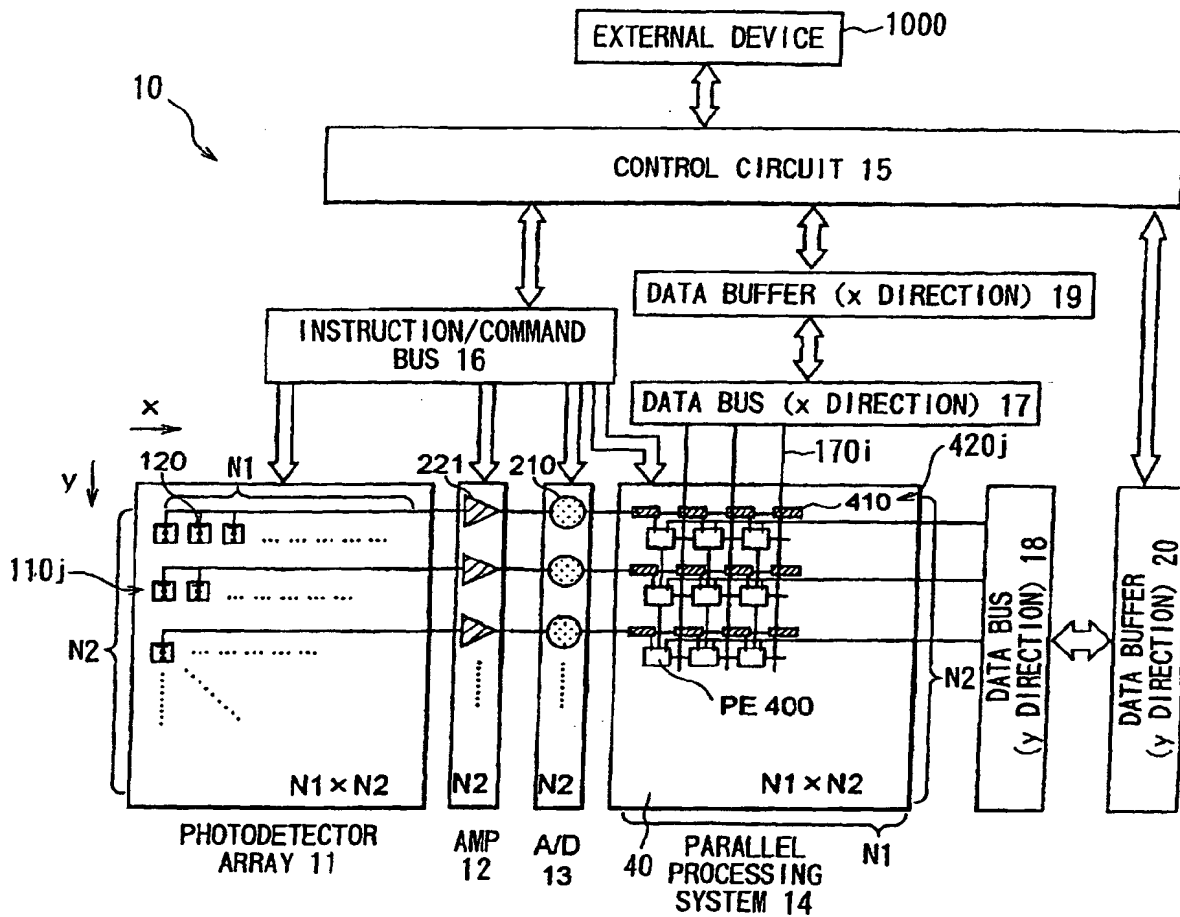 EXTERNAL DEVICE
1000
10
CONTROL CIRCUIT 15
DATA BUFFER (x DIRECTION) 19
INSTRUCTION/COMMAND
BUS 16
DATA BUS (x DIRECTION) 17
x
y
120
N1
221
210
170i
420j
410
110j
N2
N2
PE 400
N1×N2
N2
N2
N1×N2
DATA BUS
(y DIRECTION) 18
DATA BUFFER
(y DIRECTION) 20
PHOTODETECTOR
ARRAY 11
AMP
12
A/D
13
40
PARALLEL
PROCESSING
SYSTEM 14
N1